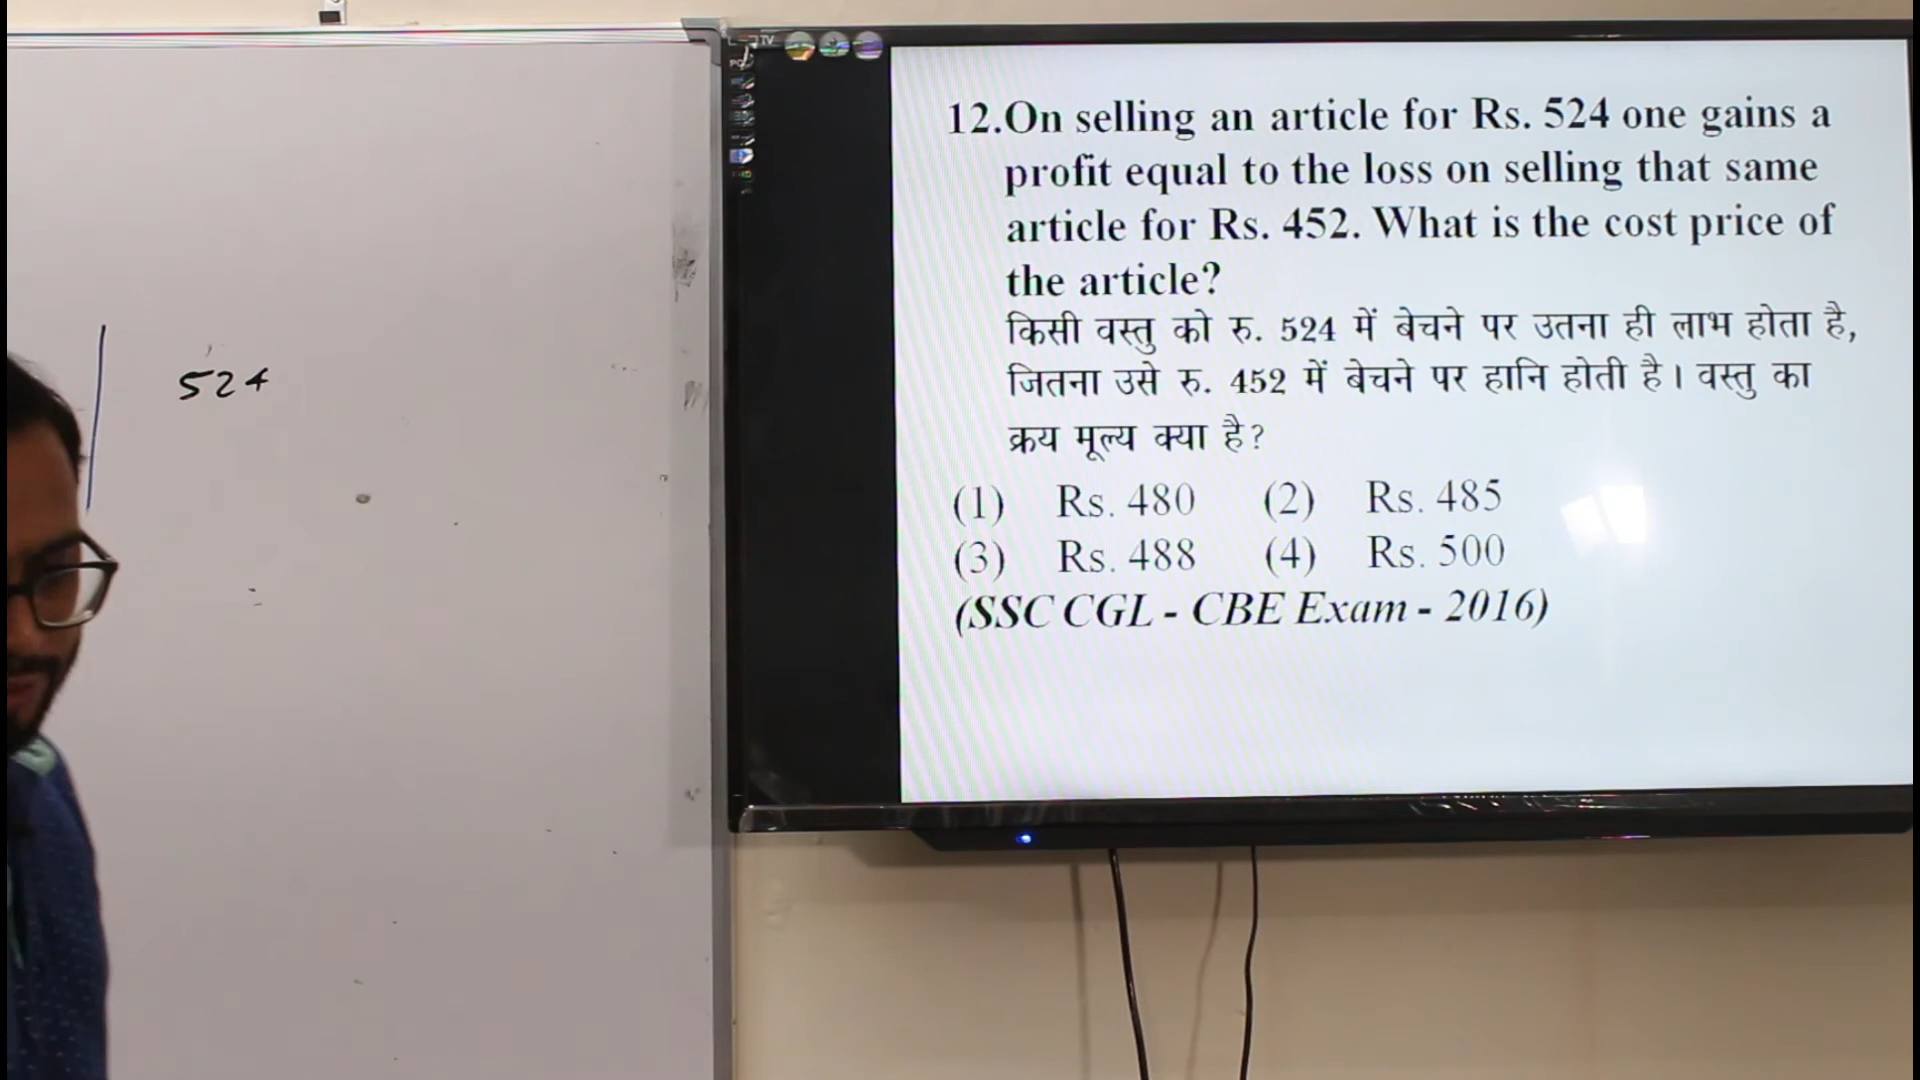 524
TV
12.On selling an article for Rs. 524 one gains a
profit equal to the loss on selling that same
article for Rs. 452. What is the cost price of
the article?
किसी वस्तु को रु. 524 में बेचने पर उतना ही लाभ होता है,
जितना उसे रु. 452 में बेचने पर हानि होती है। वस्तु का
क्रय मूल्य क्या है?
(1) Rs. 480 (2) Rs. 485
(3) Rs. 488 (4) Rs. 500
(SSC CGL - CBE Exam - 2016)